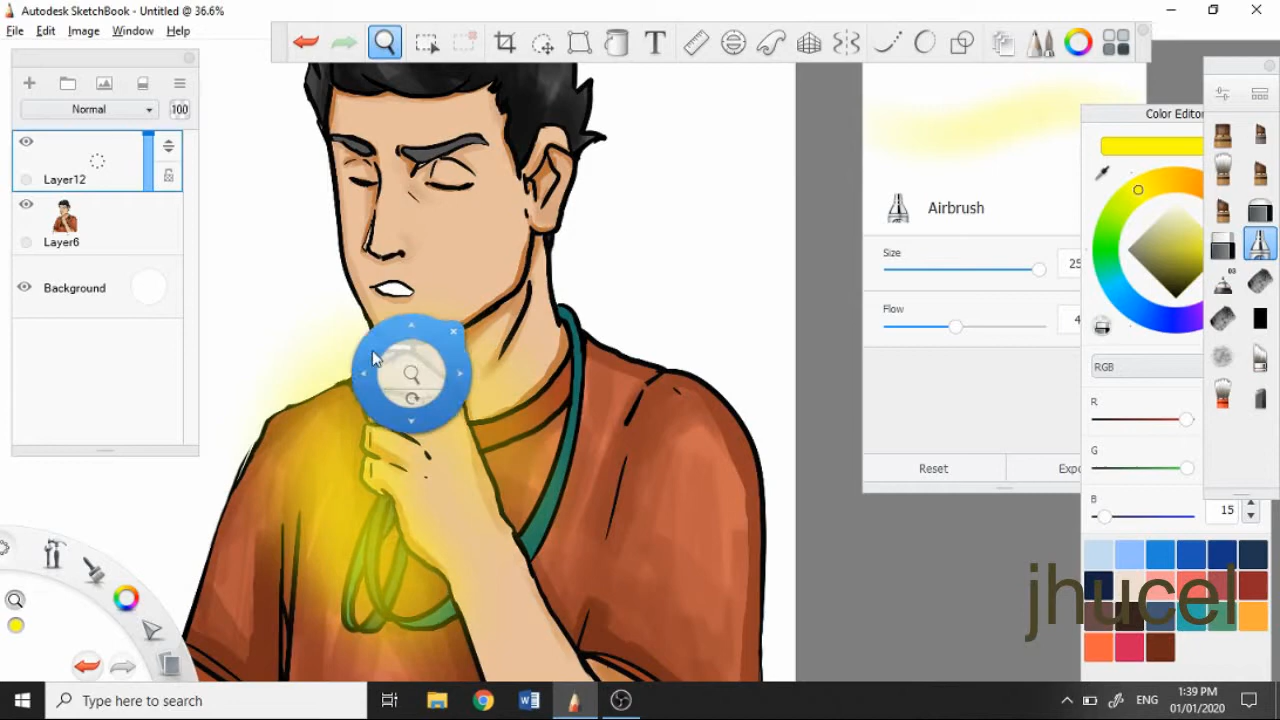 Autodesk SketchBook - Untitled @ 36.6%
File Edit Image Window Help
Normal 100
Layer12
Layer6
Background
Airbrush
Size 25
Flow 4
Reset Expo
Color Editor
RGB
R
G
B 15
03
jhucel
Type here to search
ENG
1:39 PM
01/01/2020